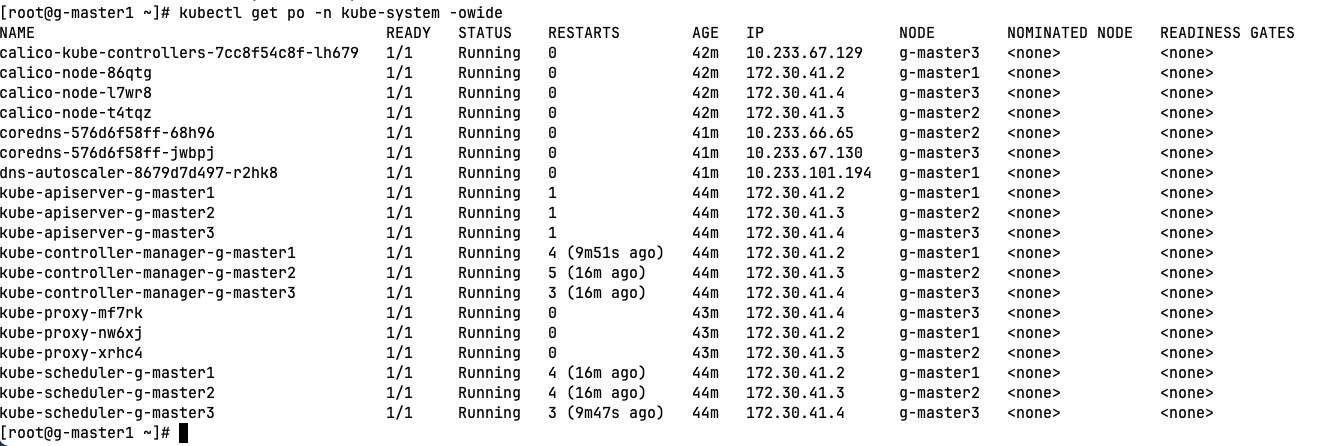 [root@g-master1 ~]# kubectl get po -n kube-system -owide
NAME READY STATUS RESTARTS AGE IP NODE NOMINATED NODE READINESS GATES
calico-kube-controllers-7cc8f54c8f-lh679 1/1 Running 0 42m 10.233.67.129 g-master3 <none> <none>
calico-node-86qtg 1/1 Running 0 42m 172.30.41.2 g-master1 <none> <none>
calico-node-l7wr8 1/1 Running 0 42m 172.30.41.4 g-master3 <none> <none>
calico-node-t4tqz 1/1 Running 0 42m 172.30.41.3 g-master2 <none> <none>
coredns-576d6f58ff-68h96 1/1 Running 0 41m 10.233.66.65 g-master2 <none> <none>
coredns-576d6f58ff-jwbpj 1/1 Running 0 41m 10.233.67.130 g-master3 <none> <none>
dns-autoscaler-8679d7d497-r2hk8 1/1 Running 0 41m 10.233.101.194 g-master1 <none> <none>
kube-apiserver-g-master1 1/1 Running 1 44m 172.30.41.2 g-master1 <none> <none>
kube-apiserver-g-master2 1/1 Running 1 44m 172.30.41.3 g-master2 <none> <none>
kube-apiserver-g-master3 1/1 Running 1 44m 172.30.41.4 g-master3 <none> <none>
kube-controller-manager-g-master1 1/1 Running 4 (9m51s ago) 44m 172.30.41.2 g-master1 <none> <none>
kube-controller-manager-g-master2 1/1 Running 5 (16m ago) 44m 172.30.41.3 g-master2 <none> <none>
kube-controller-manager-g-master3 1/1 Running 3 (16m ago) 44m 172.30.41.4 g-master3 <none> <none>
kube-proxy-mf7rk 1/1 Running 0 43m 172.30.41.4 g-master3 <none> <none>
kube-proxy-nw6xj 1/1 Running 0 43m 172.30.41.2 g-master1 <none> <none>
kube-proxy-xrhc4 1/1 Running 0 43m 172.30.41.3 g-master2 <none> <none>
kube-scheduler-g-master1 1/1 Running 4 (16m ago) 44m 172.30.41.2 g-master1 <none> <none>
kube-scheduler-g-master2 1/1 Running 4 (16m ago) 44m 172.30.41.3 g-master2 <none> <none>
kube-scheduler-g-master3 1/1 Running 3 (9m47s ago) 44m 172.30.41.4 g-master3 <none> <none>
[root@g-master1 ~]#